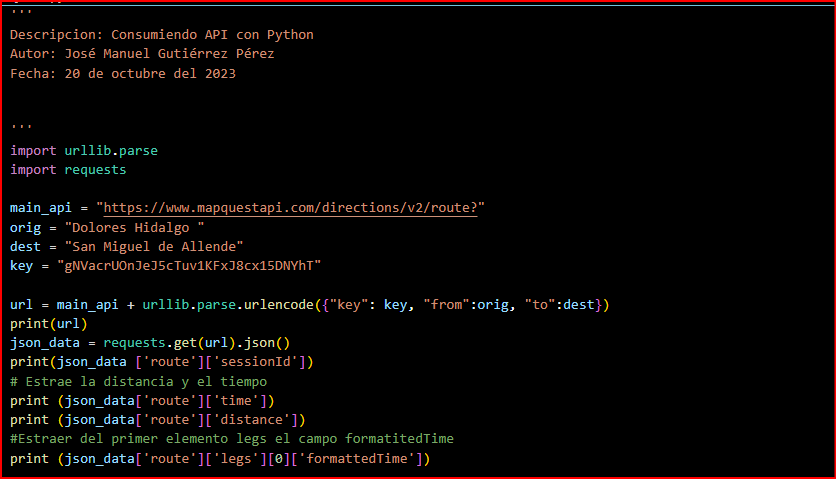 '''
Descripcion: Consumiendo API con Python
Autor: José Manuel Gutiérrez Pérez
Fecha: 20 de octubre del 2023
'''
import urllib.parse
import requests
main_api = "https://www.mapquestapi.com/directions/v2/route?"
orig = "Dolores Hidalgo "
dest = "San Miguel de Allende"
key = "gNVacrUOnJeJ5cTuv1KFxJ8cx15DNYhT"
url = main_api + urllib.parse.urlencode({"key": key, "from":orig, "to":dest})
print(url)
json_data = requests.get(url).json()
print(json_data ['route']['sessionId'])
# Estrae la distancia y el tiempo
print (json_data['route']['time'])
print (json_data['route']['distance'])
#Estraer del primer elemento legs el campo formatitedTime
print (json_data['route']['legs'][0]['formattedTime'])